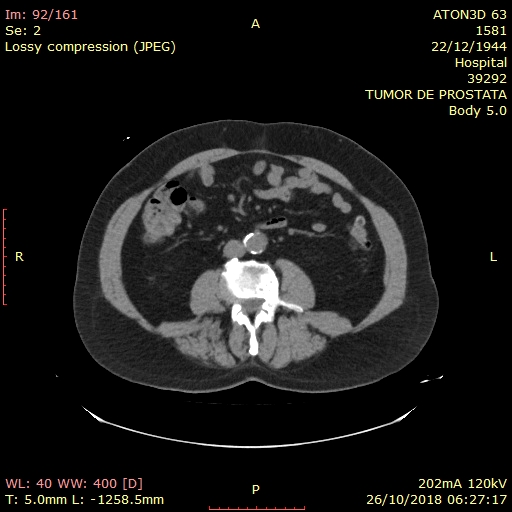 Im: 92/161
Se: 2
Lossy compression (JPEG)
A
ATON3D 63
1581
22/12/1944
Hospital
39292
TUMOR DE PROSTATA
Body 5.0
R
L
WL: 40 WW: 400 [D]
T: 5.0mm L: -1258.5mm
P
202mA 120kV
26/10/2018 06:27:17